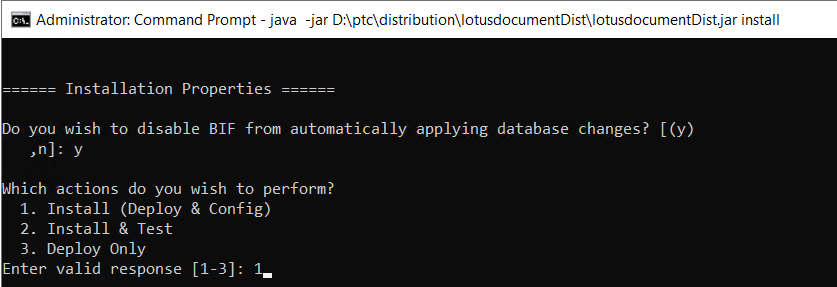 Administrator: Command Prompt - java  -jar D:\ptc\distribution\lotusdocumentDist\lotusdocumentDist.jar install
====== Installation Properties ======
Do you wish to disable BIF from automatically applying database changes? [(y)
,n]: y
Which actions do you wish to perform?
1. Install (Deploy & Config)
2. Install & Test
3. Deploy Only
Enter valid response [1-3]: 1